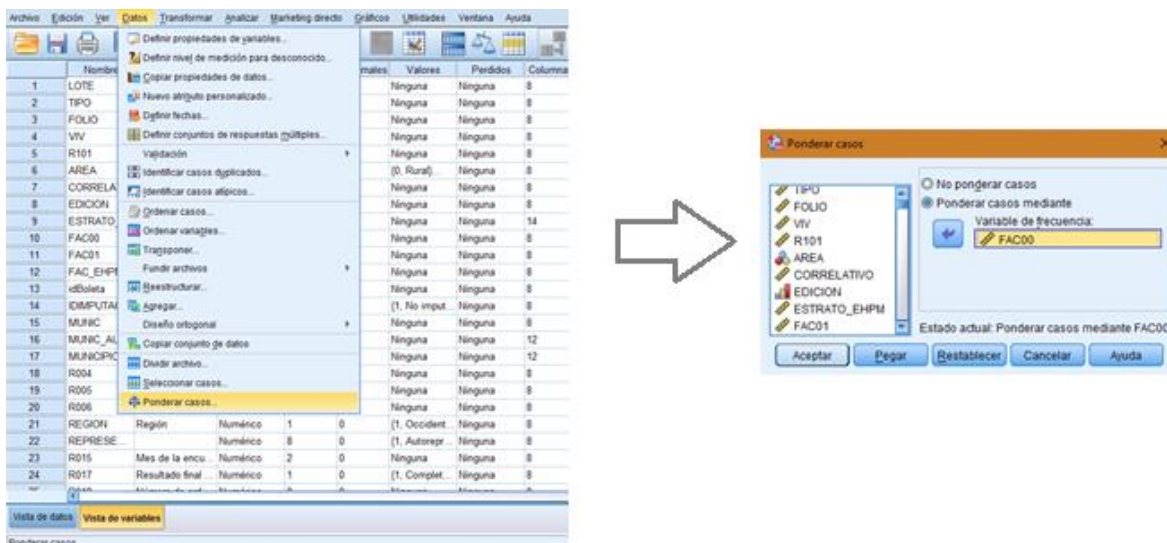 Archivo Edición Ver Datos Transformar Analizar Marketing directo Gráficos Utilidades Ventana Ayuda
Definir propiedades de variables...
Definir nivel de medición para desconocido...
Copiar propiedades de datos...
Nuevo atributo personalizado...
Definir fechas...
Definir conjuntos de respuestas múltiples...
Validación
Identificar casos duplicados...
Identificar casos atípicos...
Ordenar casos...
Ordenar variables...
Transponer...
Fundir archivos
Reestructurar...
Agregar...
Diseño ortogonal
Copiar conjunto de datos
Dividir archivo...
Seleccionar casos...
Ponderar casos...
Nombre males Valores Perdidos Columna
1 LOTE Ninguna Ninguna 8
2 TIPO Ninguna Ninguna 8
3 FOLIO Ninguna Ninguna 8
4 VIV Ninguna Ninguna 8
5 R101 Ninguna Ninguna 8
6 AREA {0, Rural}... Ninguna 8
7 CORRELA Ninguna Ninguna 8
8 EDICION Ninguna Ninguna 8
9 ESTRATO_ Ninguna Ninguna 14
10 FAC00 Ninguna Ninguna 8
11 FAC01 Ninguna Ninguna 8
12 FAC_EHPM Ninguna Ninguna 8
13 idBoleta Ninguna Ninguna 8
14 IDIMPUTA {1, No imput... Ninguna 8
15 MUNIC Ninguna Ninguna 8
16 MUNIC_AU Ninguna Ninguna 12
17 MUNICIPIO Ninguna Ninguna 12
18 R004 Ninguna Ninguna 8
19 R005 Ninguna Ninguna 8
20 R006 Ninguna Ninguna 8
21 REGION Región Numérico 1 0 {1, Occident... Ninguna 8
22 REPRESE... Numérico 8 0 {1, Autorepr... Ninguna 8
23 R015 Mes de la encu... Numérico 2 0 Ninguna Ninguna 8
24 R017 Resultado final ... Numérico 1 0 {1, Complet... Ninguna 8
Vista de datos Vista de variables
Ponderar casos...
Ponderar casos
TIPO
FOLIO
VIV
R101
AREA
CORRELATIVO
EDICION
ESTRATO_EHPM
FAC01
No ponderar casos
Ponderar casos mediante
Variable de frecuencia:
FAC00
Estado actual: Ponderar casos mediante FAC00
Aceptar Pegar Restablecer Cancelar Ayuda